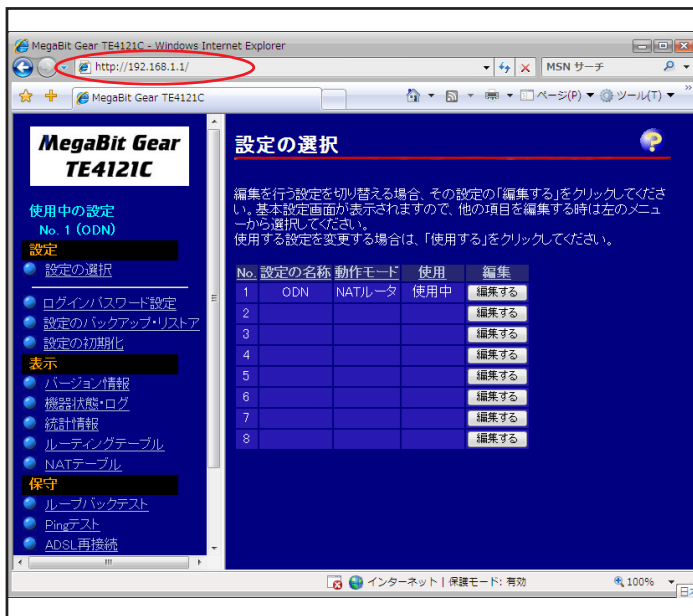 MegaBit Gear TE4121C - Windows Internet Explorer
http://192.168.1.1/
MSN サーチ
MegaBit Gear TE4121C
ページ(P)
ツール(T)
MegaBit Gear
TE4121C
使用中の設定
No. 1 (ODN)
設定
設定の選択
ログインパスワード設定
設定のバックアップ・リストア
設定の初期化
表示
バージョン情報
機器状態・ログ
統計情報
ルーティングテーブル
NATテーブル
保守
ループバックテスト
Pingテスト
ADSL再接続
設定の選択
編集を行う設定を切り替える場合、その設定の「編集する」をクリックしてくださ
い。基本設定画面が表示されますので、他の項目を編集する時は左のメニュ
ーから選択してください。
使用する設定を変更する場合は、「使用する」をクリックしてください。
No. 設定の名称 動作モード 使用 編集
1 ODN NATルータ 使用中 編集する
2 編集する
3 編集する
4 編集する
5 編集する
6 編集する
7 編集する
8 編集する
インターネット | 保護モード: 有効
100%